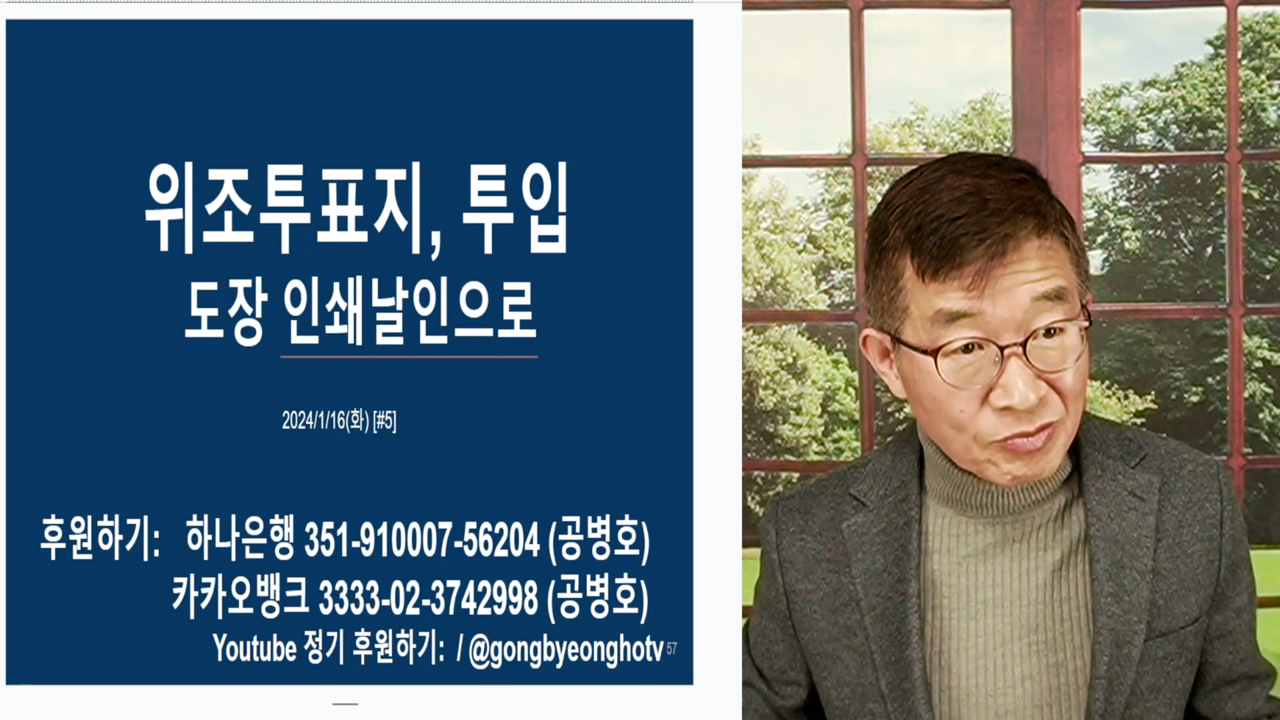 위조투표지, 투입
도장 인쇄날인으로
2024/1/16(화) [#5]
후원하기: 하나은행 351-910007-56204 (공병호)
카카오뱅크 3333-02-3742998 (공병호)
Youtube 정기 후원하기: / @gongbyeonghotv
57